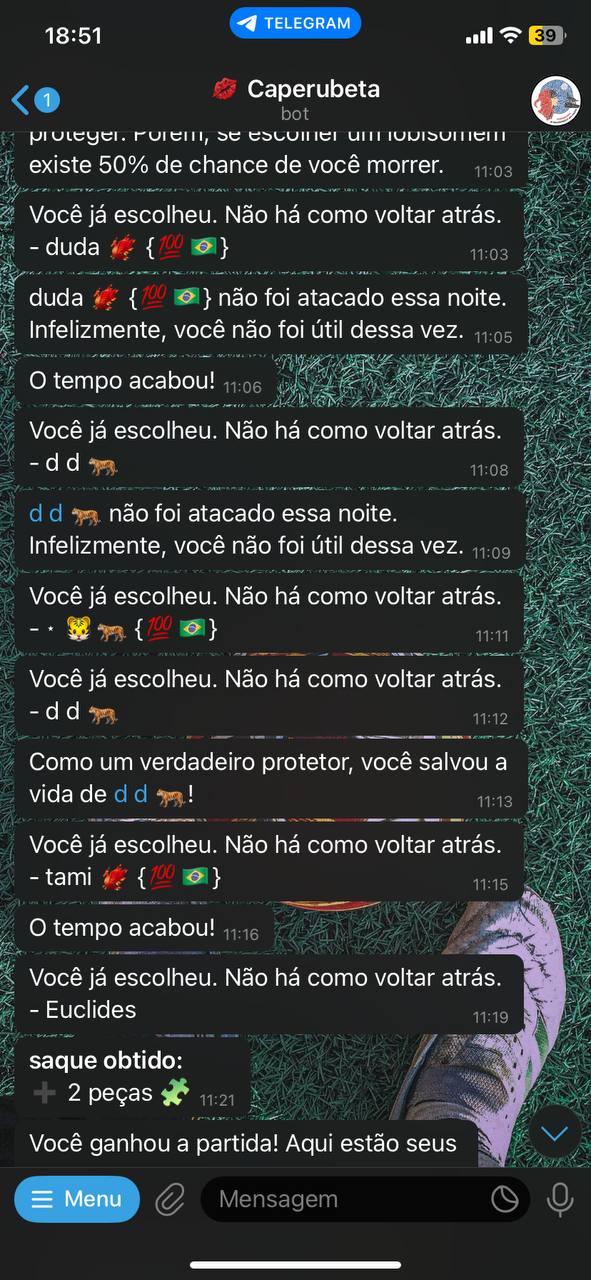 18:51
TELEGRAM
39
1
💋 Caperubeta
bot
proteger. Porém, se escolher um lobisomem
existe 50% de chance de você morrer. 11:03
Você já escolheu. Não há como voltar atrás.
- duda 🐲 {💯 🇧🇷} 11:03
duda 🐲 {💯 🇧🇷} não foi atacado essa noite.
Infelizmente, você não foi útil dessa vez. 11:05
O tempo acabou! 11:06
Você já escolheu. Não há como voltar atrás.
- d d 🐅 11:08
d d 🐅 não foi atacado essa noite.
Infelizmente, você não foi útil dessa vez. 11:09
Você já escolheu. Não há como voltar atrás.
- ⋆ 🐯 🐅 {💯 🇧🇷} 11:11
Você já escolheu. Não há como voltar atrás.
- d d 🐅 11:12
Como um verdadeiro protetor, você salvou a
vida de d d 🐅! 11:13
Você já escolheu. Não há como voltar atrás.
- tami 🐲 {💯 🇧🇷} 11:15
O tempo acabou! 11:16
Você já escolheu. Não há como voltar atrás.
- Euclides 11:19
saque obtido:
➕ 2 peças 🧩 11:21
Você ganhou a partida! Aqui estão seus
Menu
Mensagem